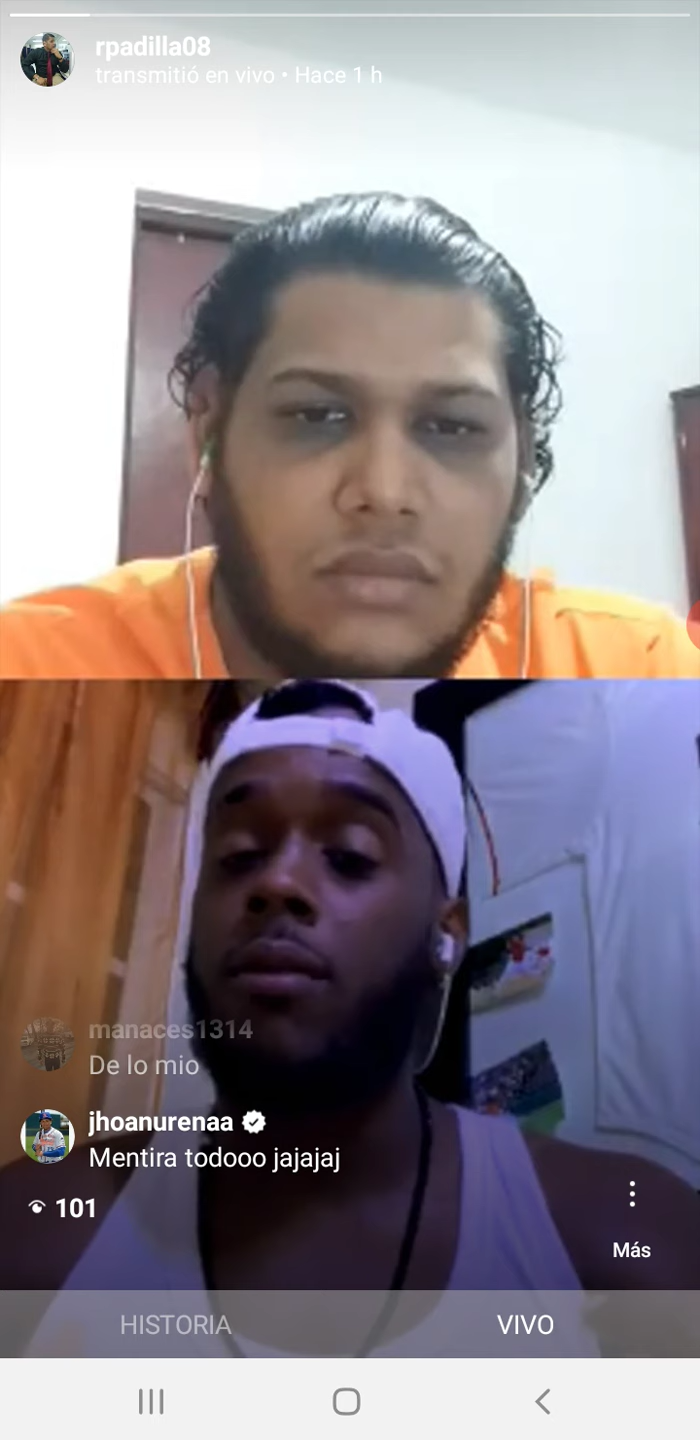 rpadilla08
transmitió en vivo • Hace 1 h
manaces1314
De lo mio
jhoanurenaa
Mentira todooo jajajaj
101
Más
HISTORIA
VIVO